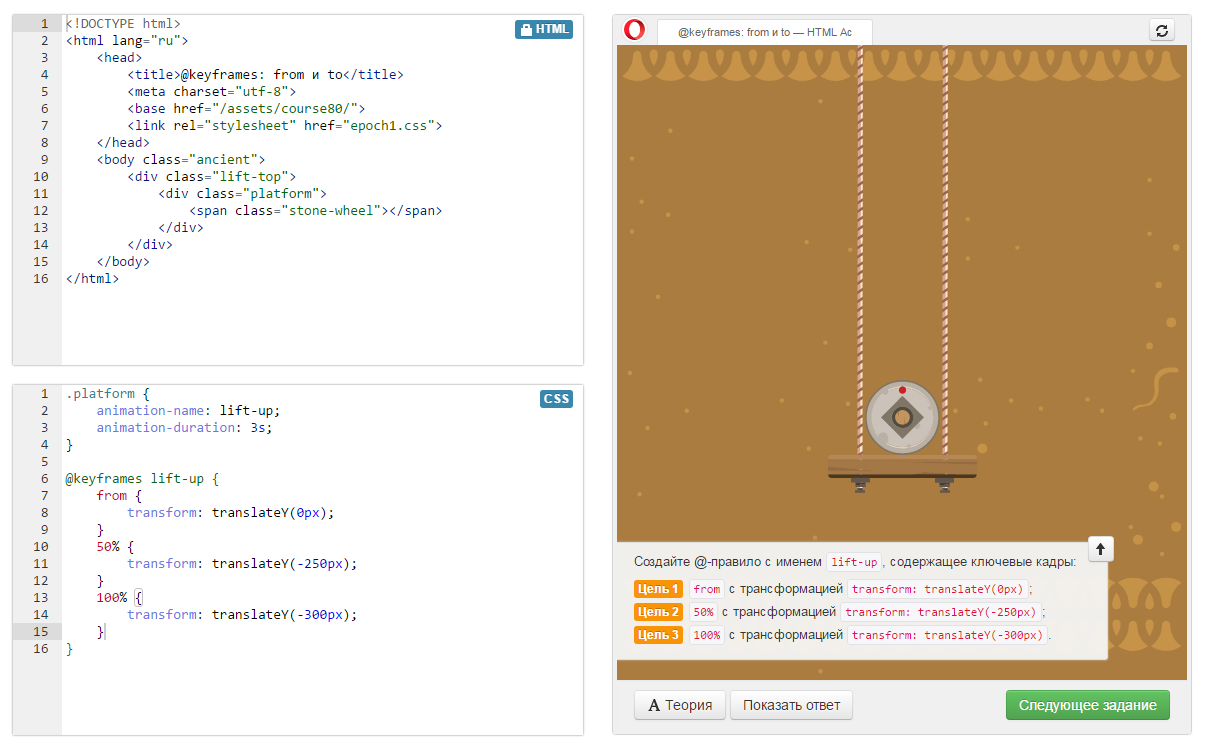 1 <!DOCTYPE html>
2 <html lang="ru">
3     <head>
4         <title>@keyframes: from и to</title>
5         <meta charset="utf-8">
6         <base href="/assets/course80/">
7         <link rel="stylesheet" href="epoch1.css">
8     </head>
9     <body class="ancient">
10         <div class="lift-top">
11             <div class="platform">
12                 <span class="stone-wheel"></span>
13             </div>
14         </div>
15     </body>
16 </html>
HTML
1 .platform {
2     animation-name: lift-up;
3     animation-duration: 3s;
4 }
5
6 @keyframes lift-up {
7     from {
8         transform: translateY(0px);
9     }
10     50% {
11         transform: translateY(-250px);
12     }
13     100% {
14         transform: translateY(-300px);
15     }
16 }
CSS
@keyframes: from и to — HTML Ac
Создайте @-правило с именем lift-up, содержащее ключевые кадры:
Цель 1 from с трансформацией transform: translateY(0px);
Цель 2 50% с трансформацией transform: translateY(-250px);
Цель 3 100% с трансформацией transform: translateY(-300px).
A Теория
Показать ответ
Следующее задание